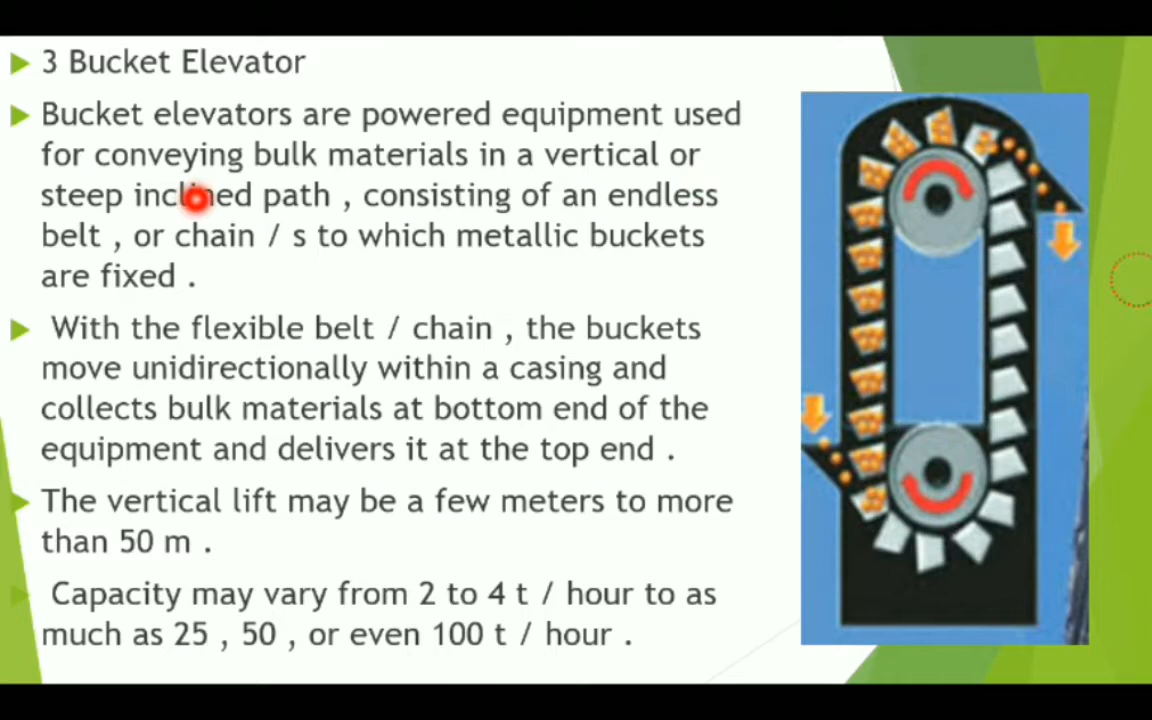 3 Bucket Elevator
Bucket elevators are powered equipment used
for conveying bulk materials in a vertical or
steep inclined path , consisting of an endless
belt , or chain / s to which metallic buckets
are fixed .
With the flexible belt / chain , the buckets
move unidirectionally within a casing and
collects bulk materials at bottom end of the
equipment and delivers it at the top end .
The vertical lift may be a few meters to more
than 50 m .
Capacity may vary from 2 to 4 t / hour to as
much as 25 , 50 , or even 100 t / hour .